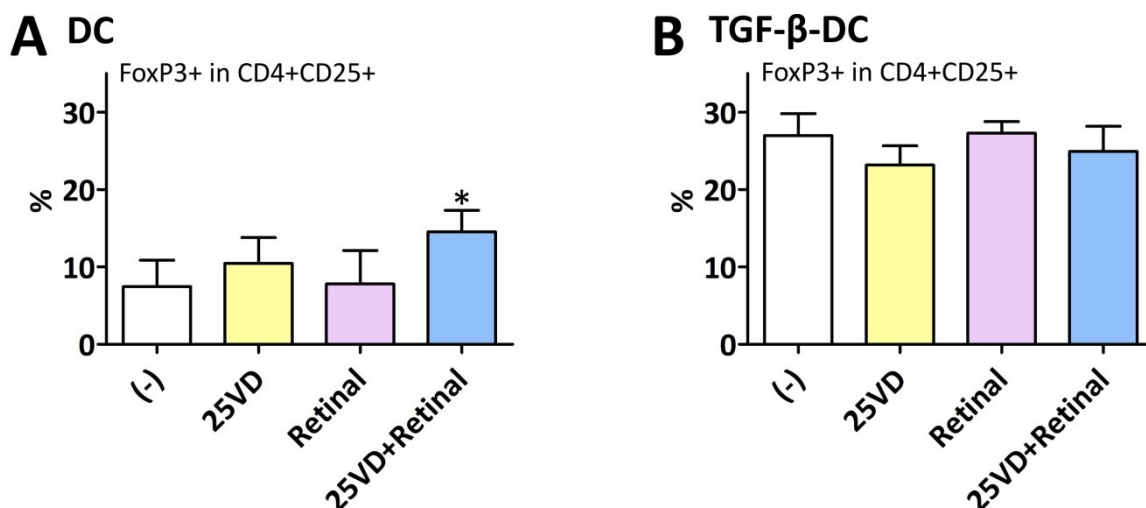 A DC
FoxP3+ in CD4+CD25+
30
20
10
0
%
*
(-)
25VD
Retinal
25VD+Retinal
B TGF-β-DC
FoxP3+ in CD4+CD25+
30
20
10
0
%
(-)
25VD
Retinal
25VD+Retinal